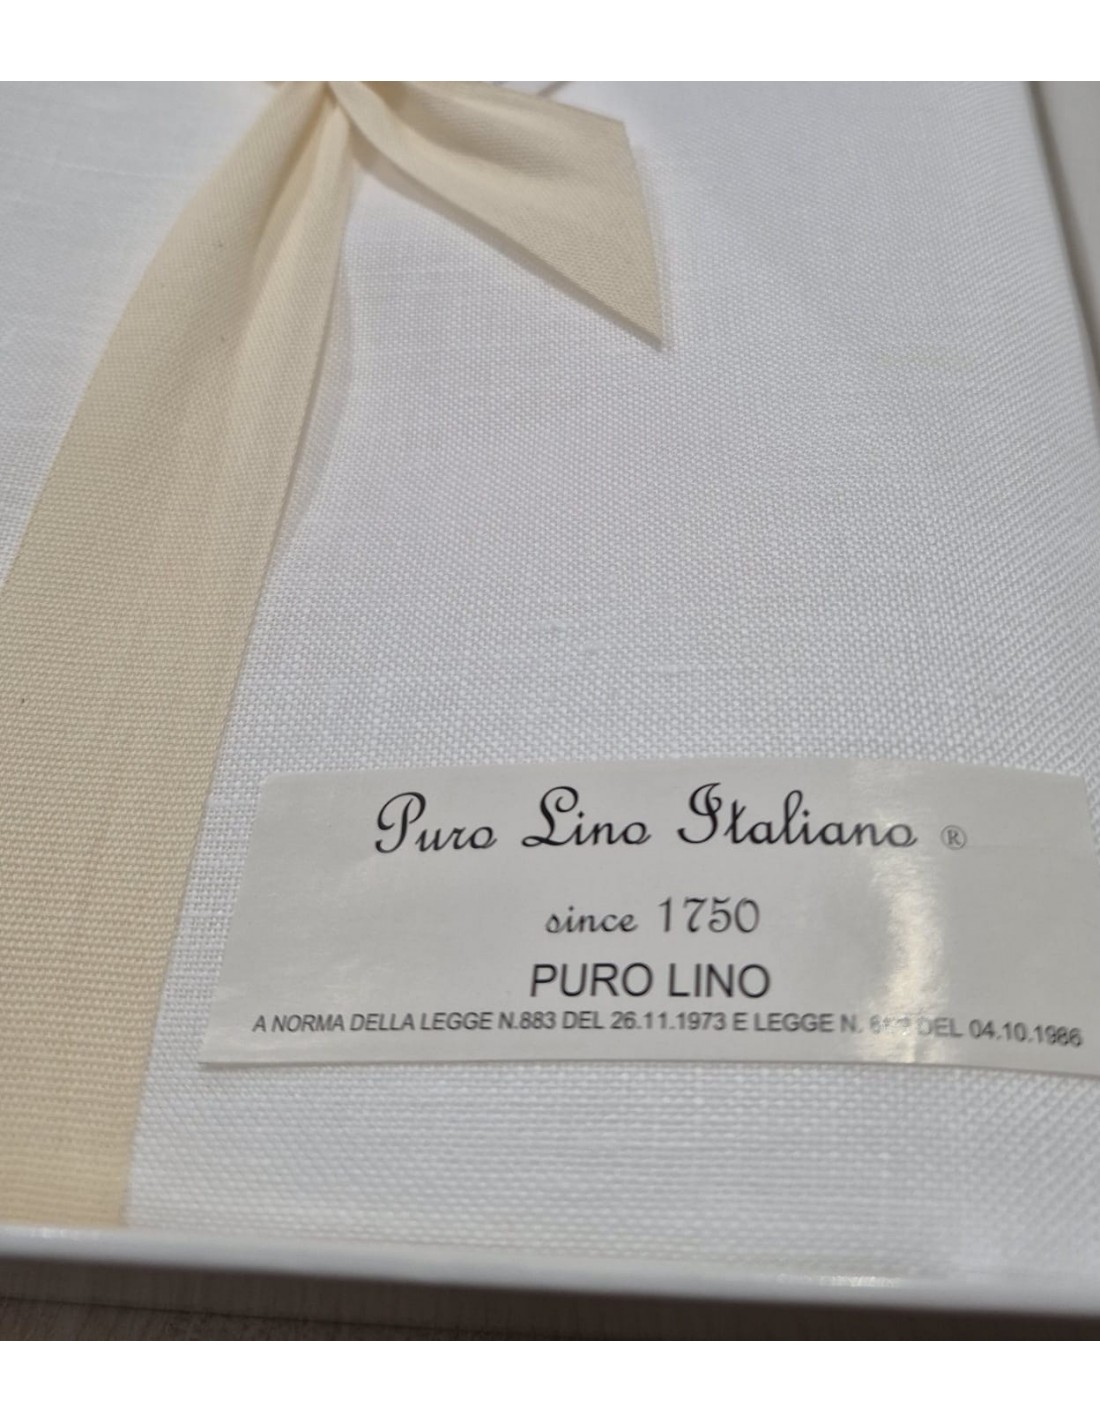 Puro Lino Italiano ®
since 1750
PURO LINO
A NORMA DELLA LEGGE N.883 DEL 26.11.1973 E LEGGE N. DEL 04.10.1986